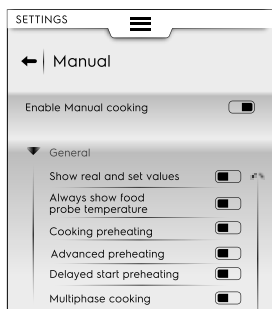 SETTINGS
Manual
Enable Manual cooking
General
Show real and set values
Always show food
probe temperature
Cooking preheating
Advanced preheating
Delayed start preheating
Multiphase cooking